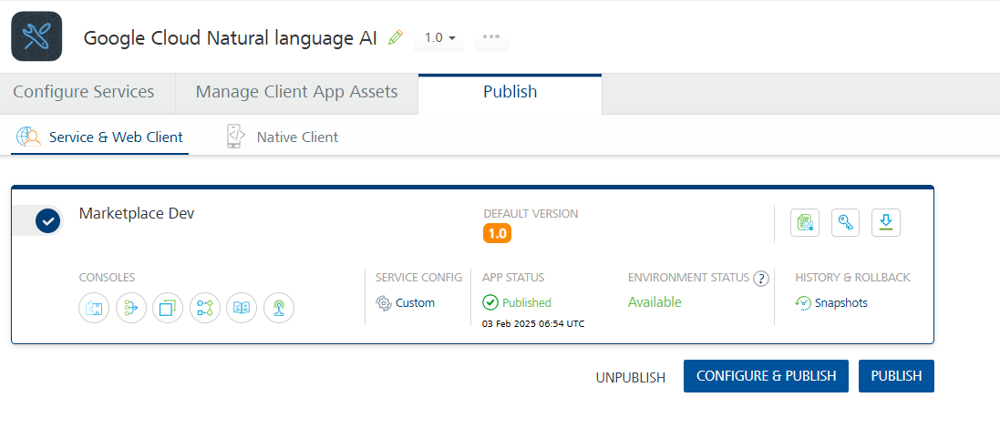 Google Cloud Natural language AI 1.0
Configure Services Manage Client App Assets Publish
Service & Web Client Native Client
Marketplace Dev
DEFAULT VERSION
1.0
CONSOLES SERVICE CONFIG APP STATUS ENVIRONMENT STATUS ? HISTORY & ROLLBACK
Custom Published Available Snapshots
03 Feb 2025 06:54 UTC
UNPUBLISH CONFIGURE & PUBLISH PUBLISH